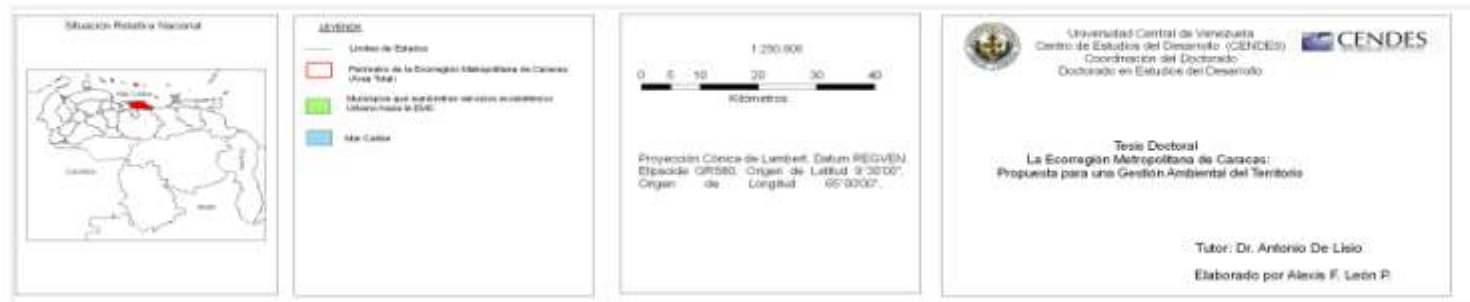 Situación Relativa Nacional
Mar Caribe
LEYENDA
Límites de Estados
Perímetro de la Ecorregión Metropolitana de Caracas
(Área Total)
Municipios que suministran servicios ecosistémicos
Urbano hacia la EMC
Mar Caribe
1:250.000
0 5 10 20 30 40
Kilómetros
Proyección Cónica de Lambert. Datum REGVEN.
Elipsoide GRS80. Origen de Latitud 9°30'00".
Origen de Longitud 65°00'00".
Universidad Central de Venezuela
Centro de Estudios del Desarrollo (CENDES)
Coordinación del Doctorado
Doctorado en Estudios del Desarrollo
CENDES
Tesis Doctoral
La Ecorregión Metropolitana de Caracas:
Propuesta para una Gestión Ambiental del Territorio
Tutor: Dr. Antonio De Lisio
Elaborado por Alexis F. León P.